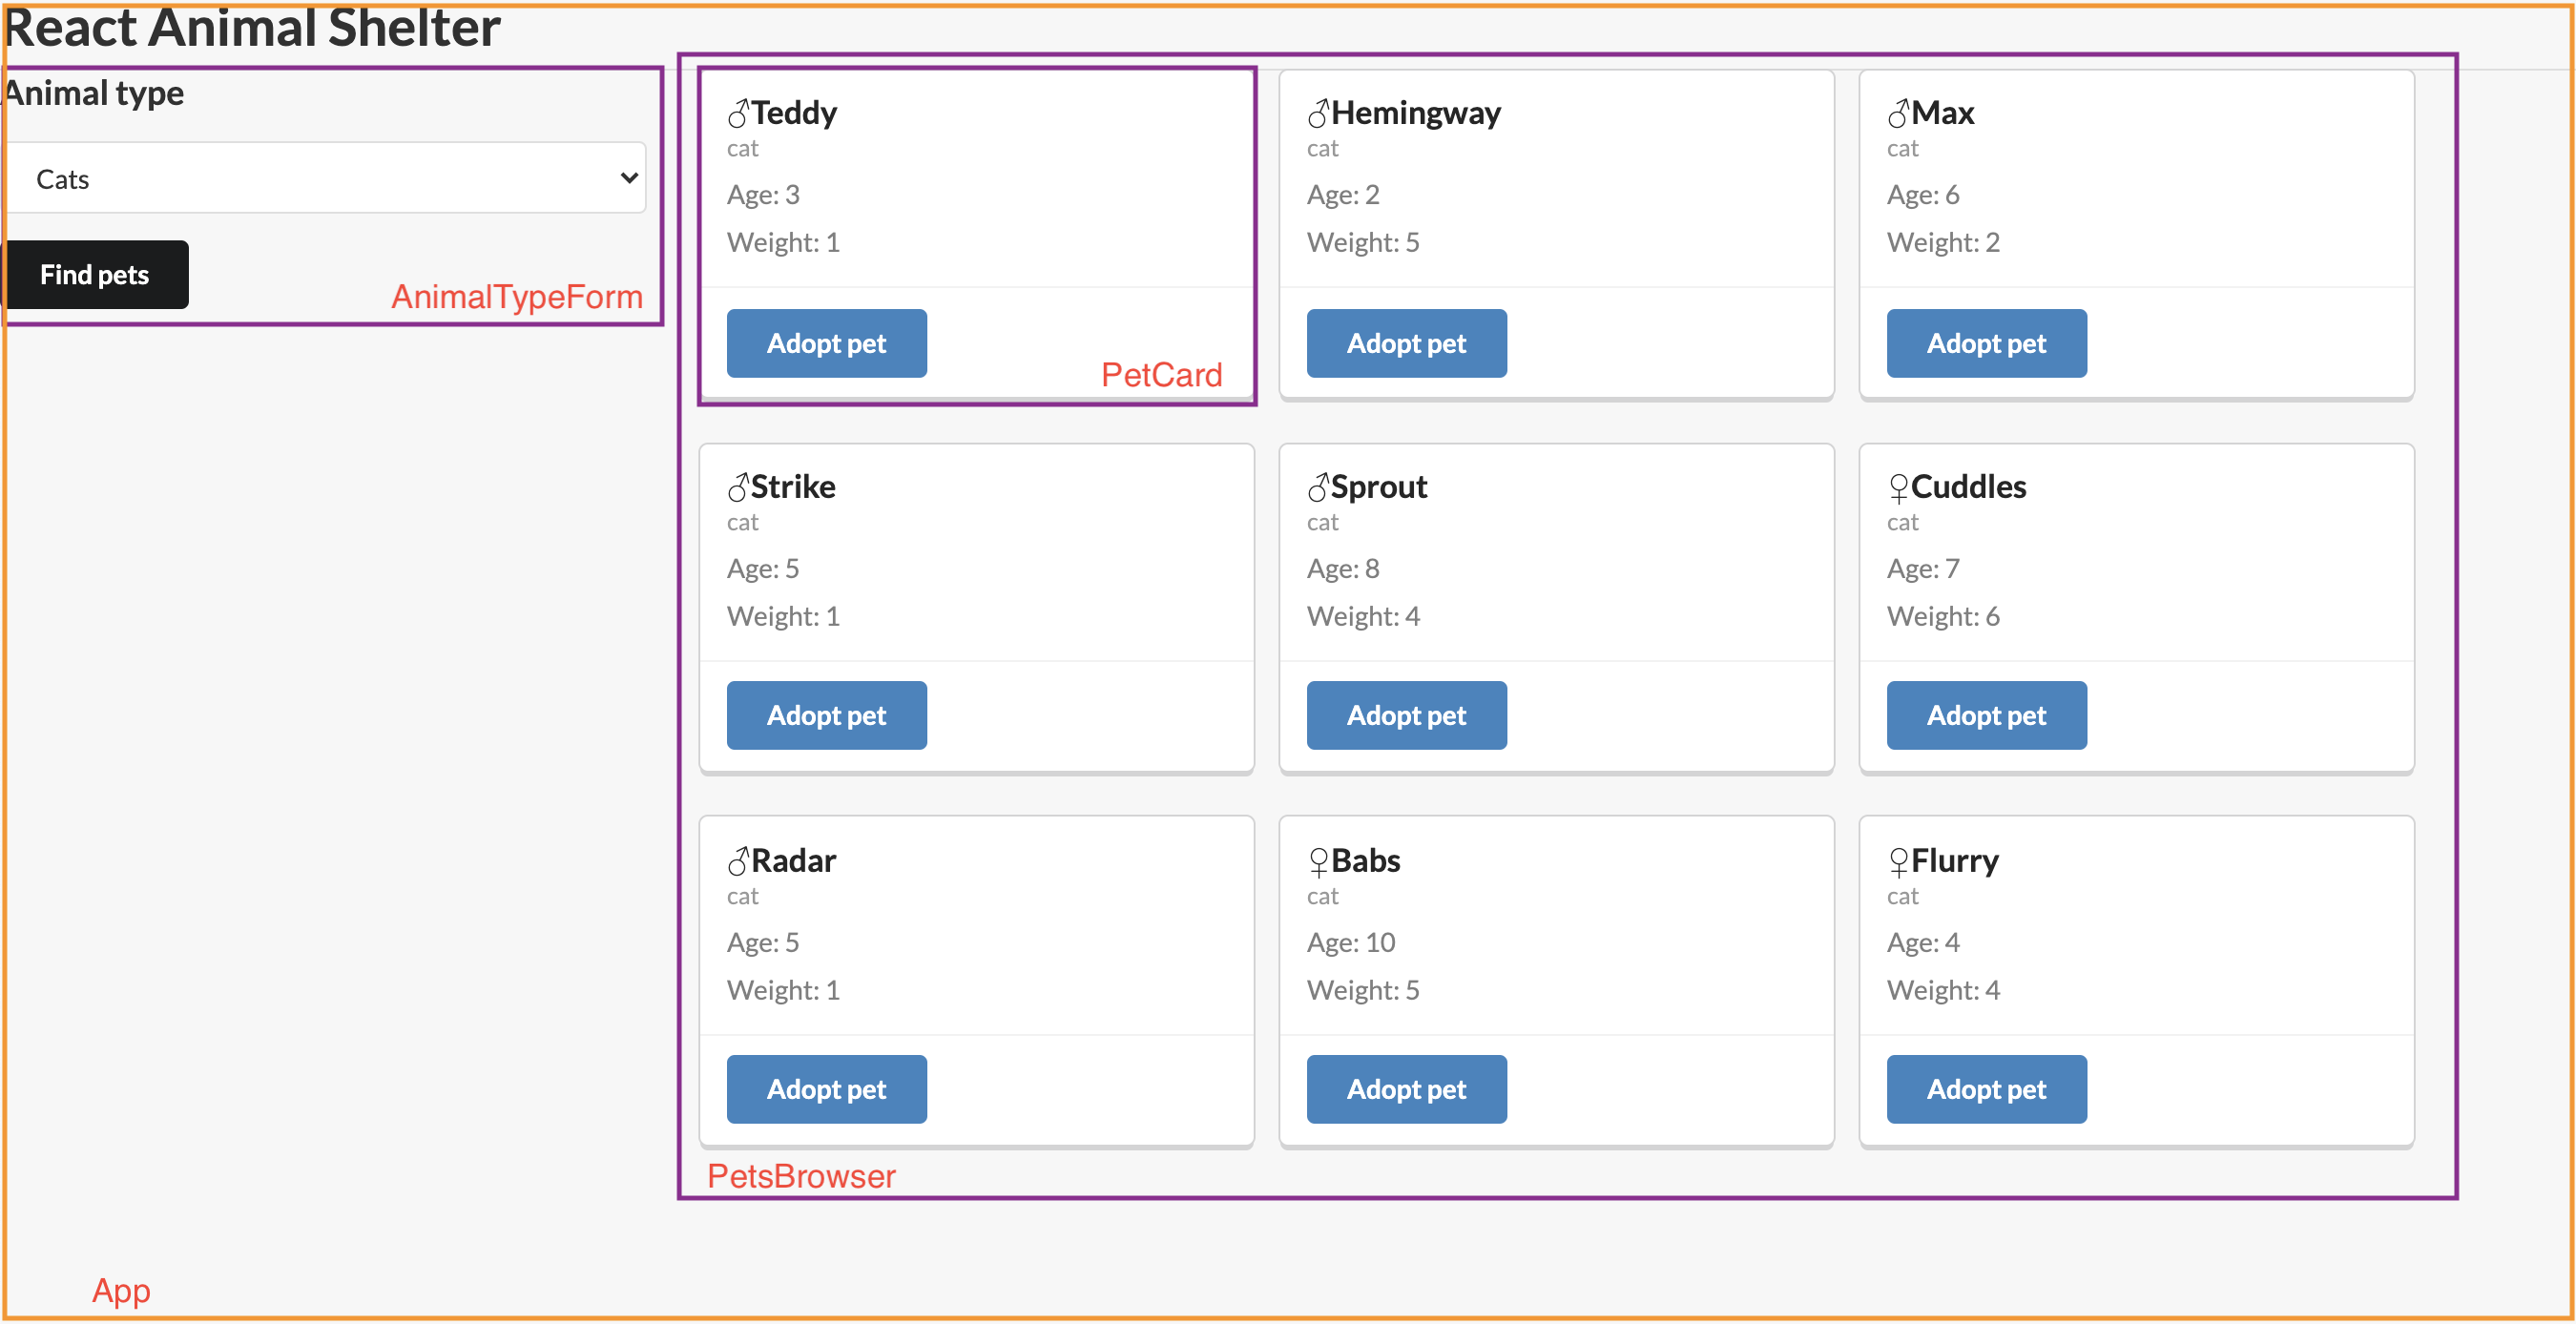 React Animal Shelter
Animal type
Cats
Find pets
AnimalTypeForm
♂Teddy
cat
Age: 3
Weight: 1
Adopt pet
PetCard
♂Hemingway
cat
Age: 2
Weight: 5
Adopt pet
♂Max
cat
Age: 6
Weight: 2
Adopt pet
♂Strike
cat
Age: 5
Weight: 1
Adopt pet
♂Sprout
cat
Age: 8
Weight: 4
Adopt pet
♀Cuddles
cat
Age: 7
Weight: 6
Adopt pet
♂Radar
cat
Age: 5
Weight: 1
Adopt pet
♀Babs
cat
Age: 10
Weight: 5
Adopt pet
♀Flurry
cat
Age: 4
Weight: 4
Adopt pet
PetsBrowser
App